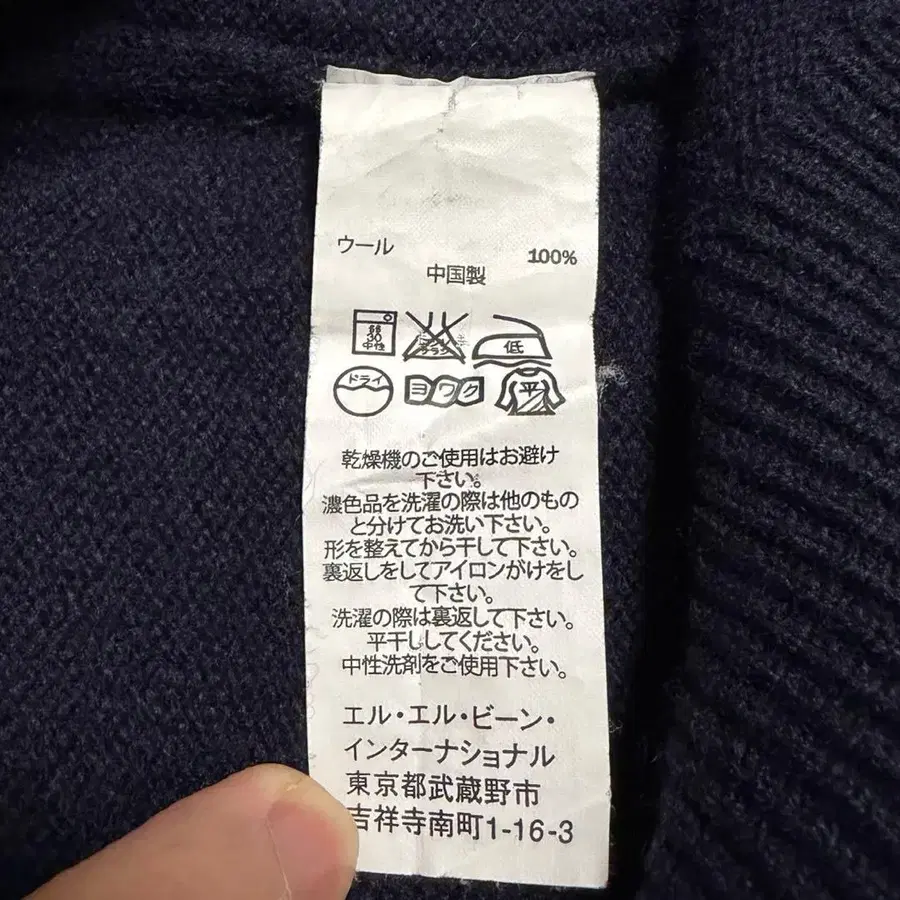 ウール 100%
中国製
弱
30
中性
低
ドライ
ヨワク
平
乾燥機のご使用はお避け
下さい。
濃色品を洗濯の際は他のもの
と分けてお洗い下さい。
形を整えてから干して下さい。
裏返しをしてアイロンがけをし
て下さい。
洗濯の際は裏返して下さい。
平干ししてください。
中性洗剤をご使用下さい。
エル・エル・ビーン・
インターナショナル
東京都武蔵野市
吉祥寺南町1-16-3